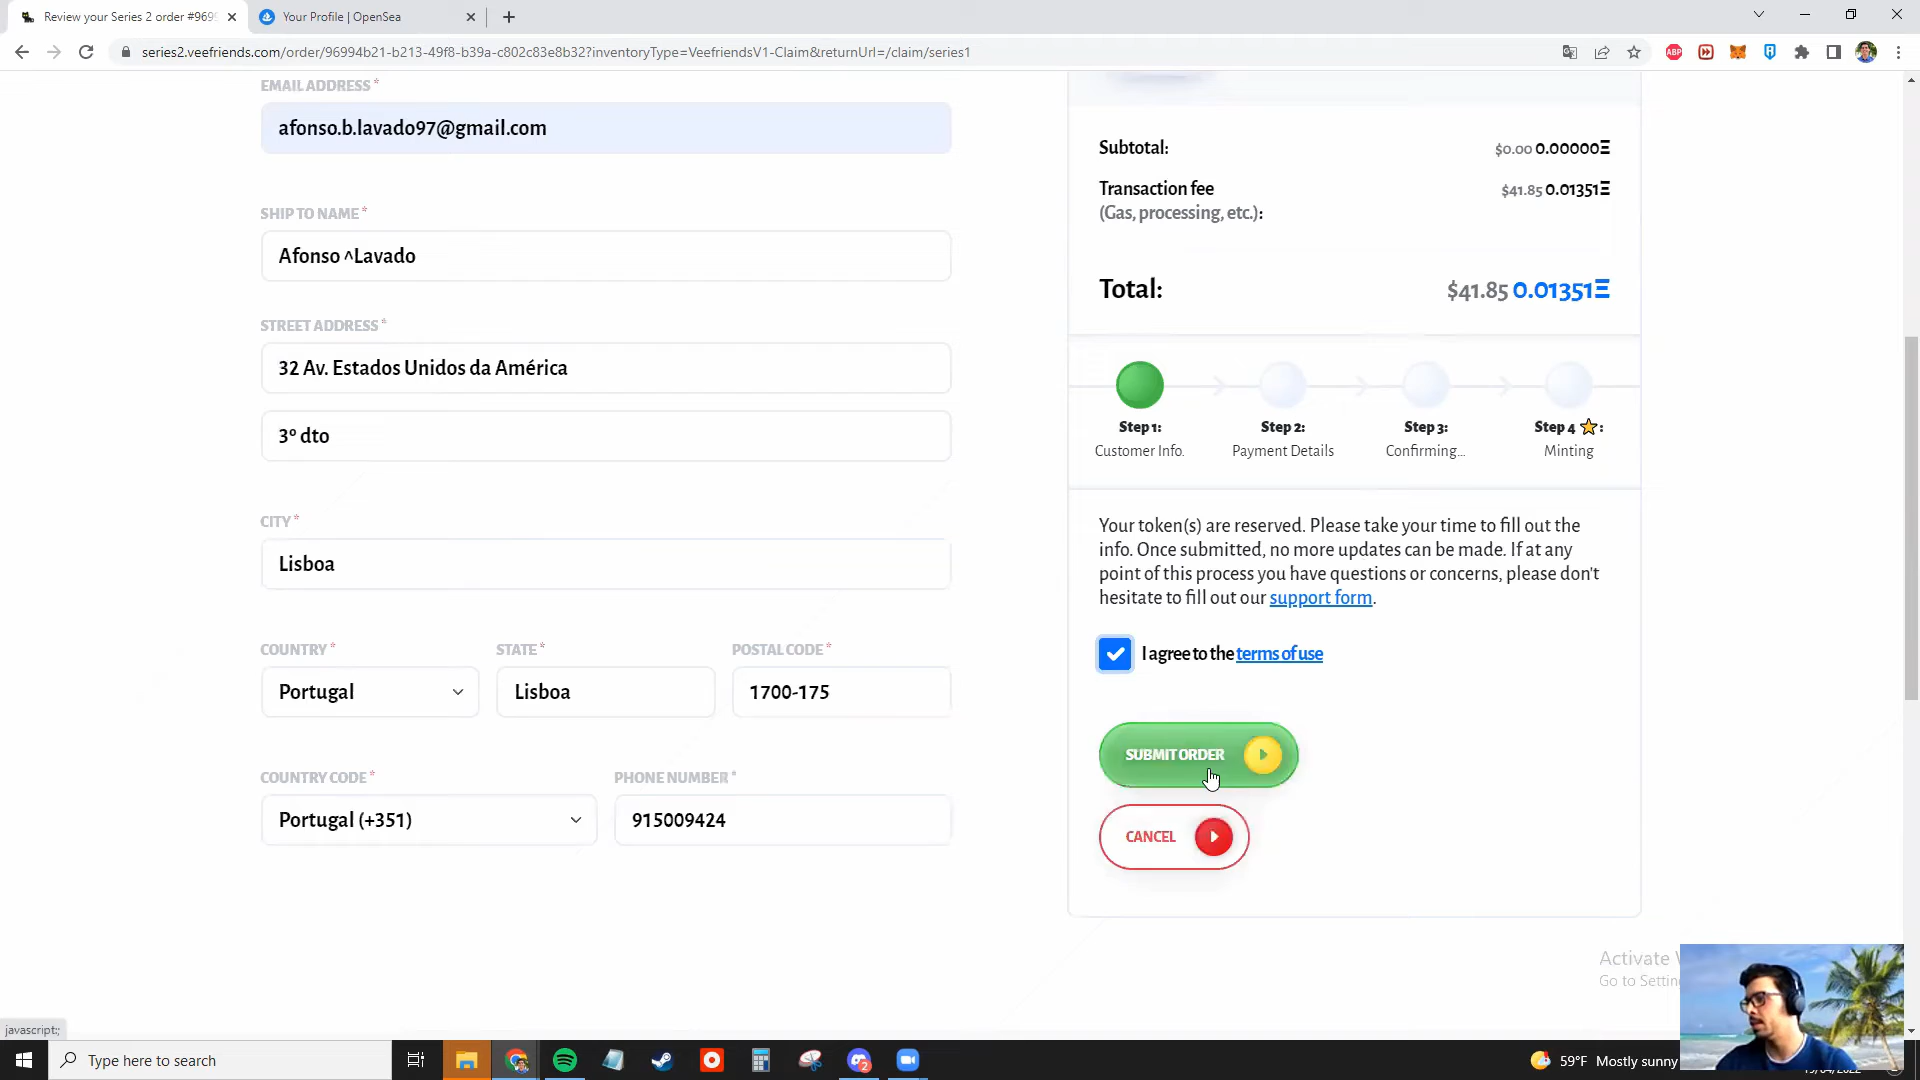 Review your Series 2 order #969
Your Profile | OpenSea
series2.veefriends.com/order/96994b21-b213-49f8-b39a-c802c83e8b32?inventoryType=VeefriendsV1-Claim&returnUrl=/claim/series1
ABP
EMAIL ADDRESS *
afonso.b.lavado97@gmail.com
SHIP TO NAME *
Afonso ^Lavado
STREET ADDRESS *
32 Av. Estados Unidos da América
3º dto
CITY *
Lisboa
COUNTRY *
STATE *
POSTAL CODE *
Portugal
Lisboa
1700-175
COUNTRY CODE *
PHONE NUMBER *
Portugal (+351)
915009424
Subtotal:
$0.00 0.00000Ξ
Transaction fee
$41.85 0.01351Ξ
(Gas, processing, etc.):
Total:
$41.85 0.01351Ξ
Step 1:
Customer Info.
Step 2:
Payment Details
Step 3:
Confirming...
Step 4 ⭐:
Minting
Your token(s) are reserved. Please take your time to fill out the
info. Once submitted, no more updates can be made. If at any
point of this process you have questions or concerns, please don't
hesitate to fill out our support form.
I agree to the terms of use
SUBMIT ORDER
CANCEL
Activate
Go to Settin
javascript:;
Type here to search
2
59°F Mostly sunny